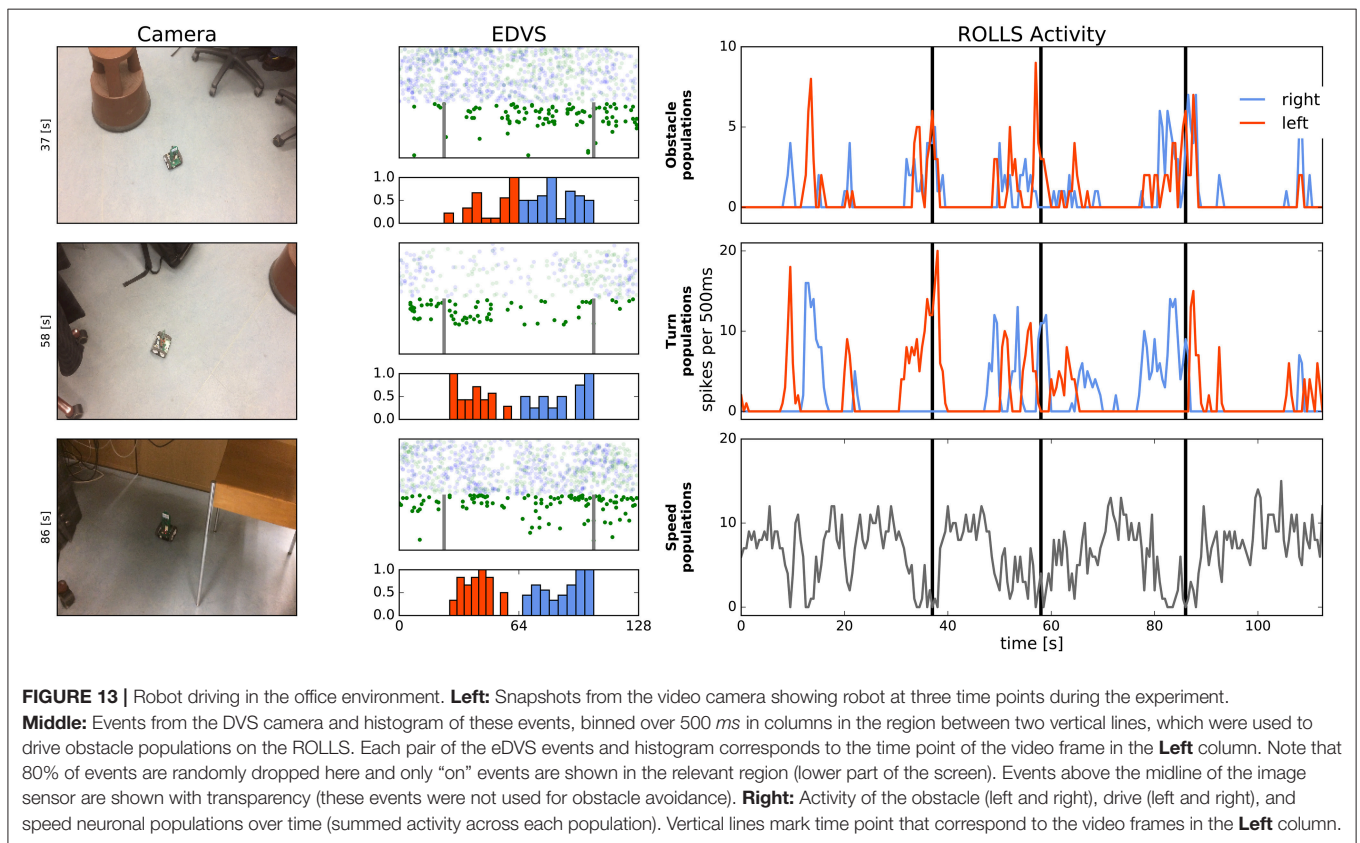 Camera
EDVS
ROLLS Activity
37 [s]
1.0
0.5
0.0
Obstacle
populations
10
5
0
right
left
58 [s]
1.0
0.5
0.0
Turn
populations
spikes per 500ms
20
10
0
86 [s]
1.0
0.5
0.0
0
64
128
Speed
populations
20
10
0
0
20
40
60
80
100
time [s]
FIGURE 13 | Robot driving in the office environment. Left: Snapshots from the video camera showing robot at three time points during the experiment.
Middle: Events from the DVS camera and histogram of these events, binned over 500 ms in columns in the region between two vertical lines, which were used to
drive obstacle populations on the ROLLS. Each pair of the eDVS events and histogram corresponds to the time point of the video frame in the Left column. Note that
80% of events are randomly dropped here and only “on” events are shown in the relevant region (lower part of the screen). Events above the midline of the image
sensor are shown with transparency (these events were not used for obstacle avoidance). Right: Activity of the obstacle (left and right), drive (left and right), and
speed neuronal populations over time (summed activity across each population). Vertical lines mark time point that correspond to the video frames in the Left column.